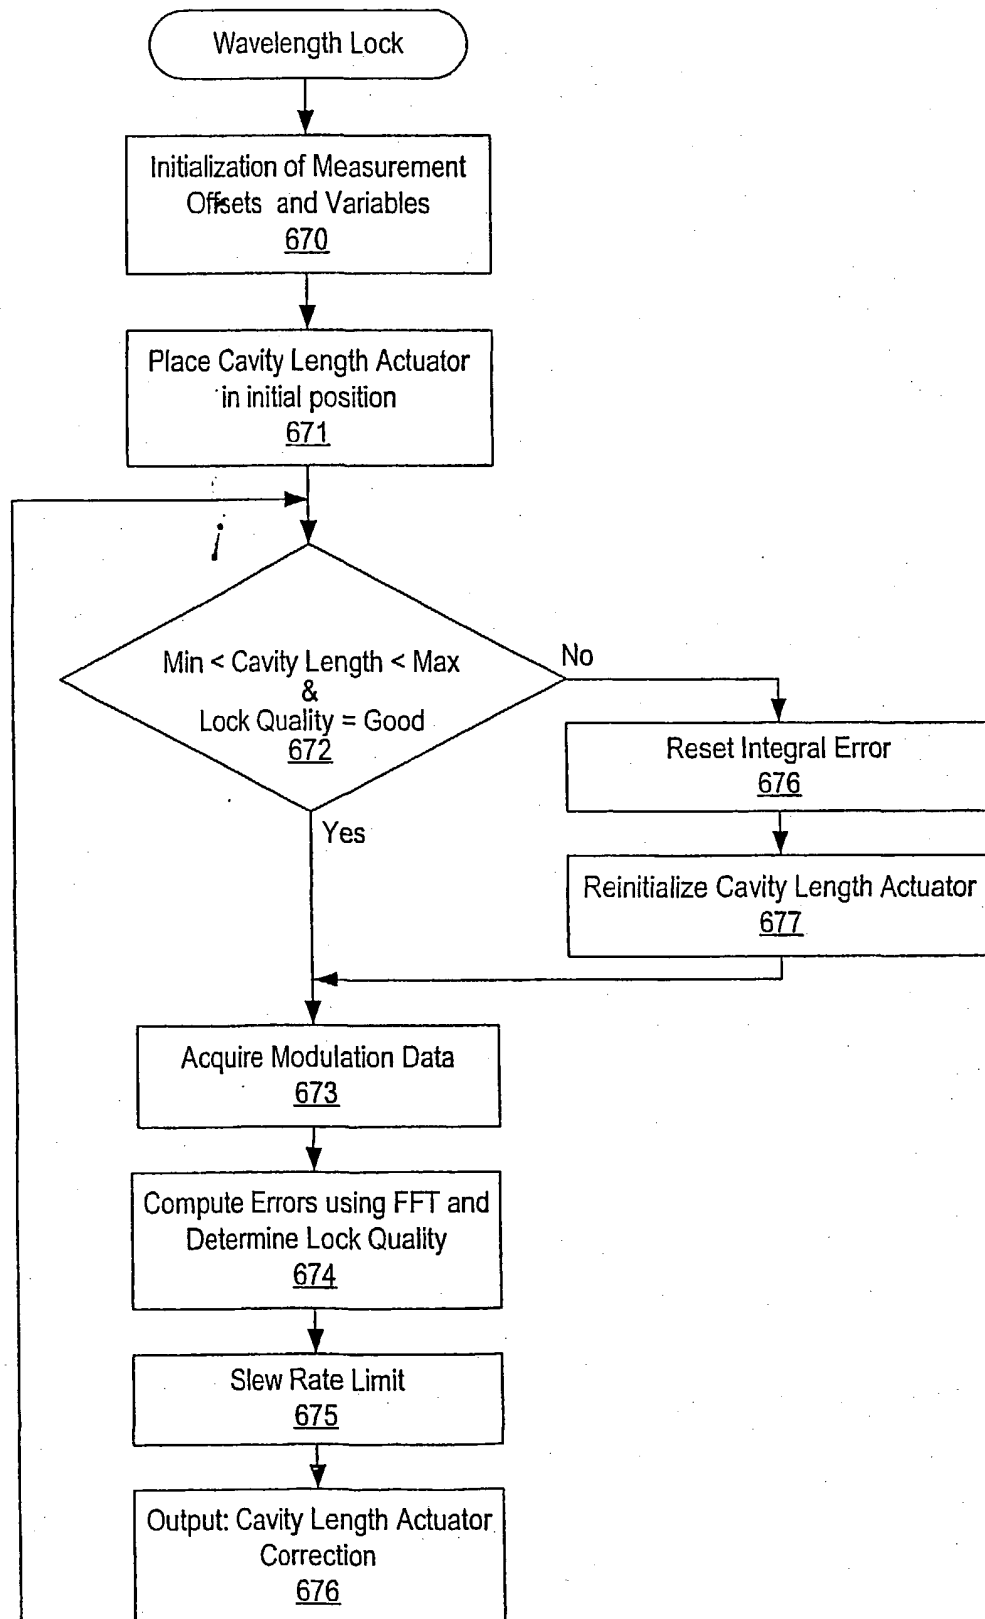 Wavelength Lock
Initialization of Measurement
Offsets and Variables
670
Place Cavity Length Actuator
in initial position
671
Min < Cavity Length < Max
&
Lock Quality = Good
672
No
Reset Integral Error
676
Yes
Reinitialize Cavity Length Actuator
677
Acquire Modulation Data
673
Compute Errors using FFT and
Determine Lock Quality
674
Slew Rate Limit
675
Output: Cavity Length Actuator
Correction
676